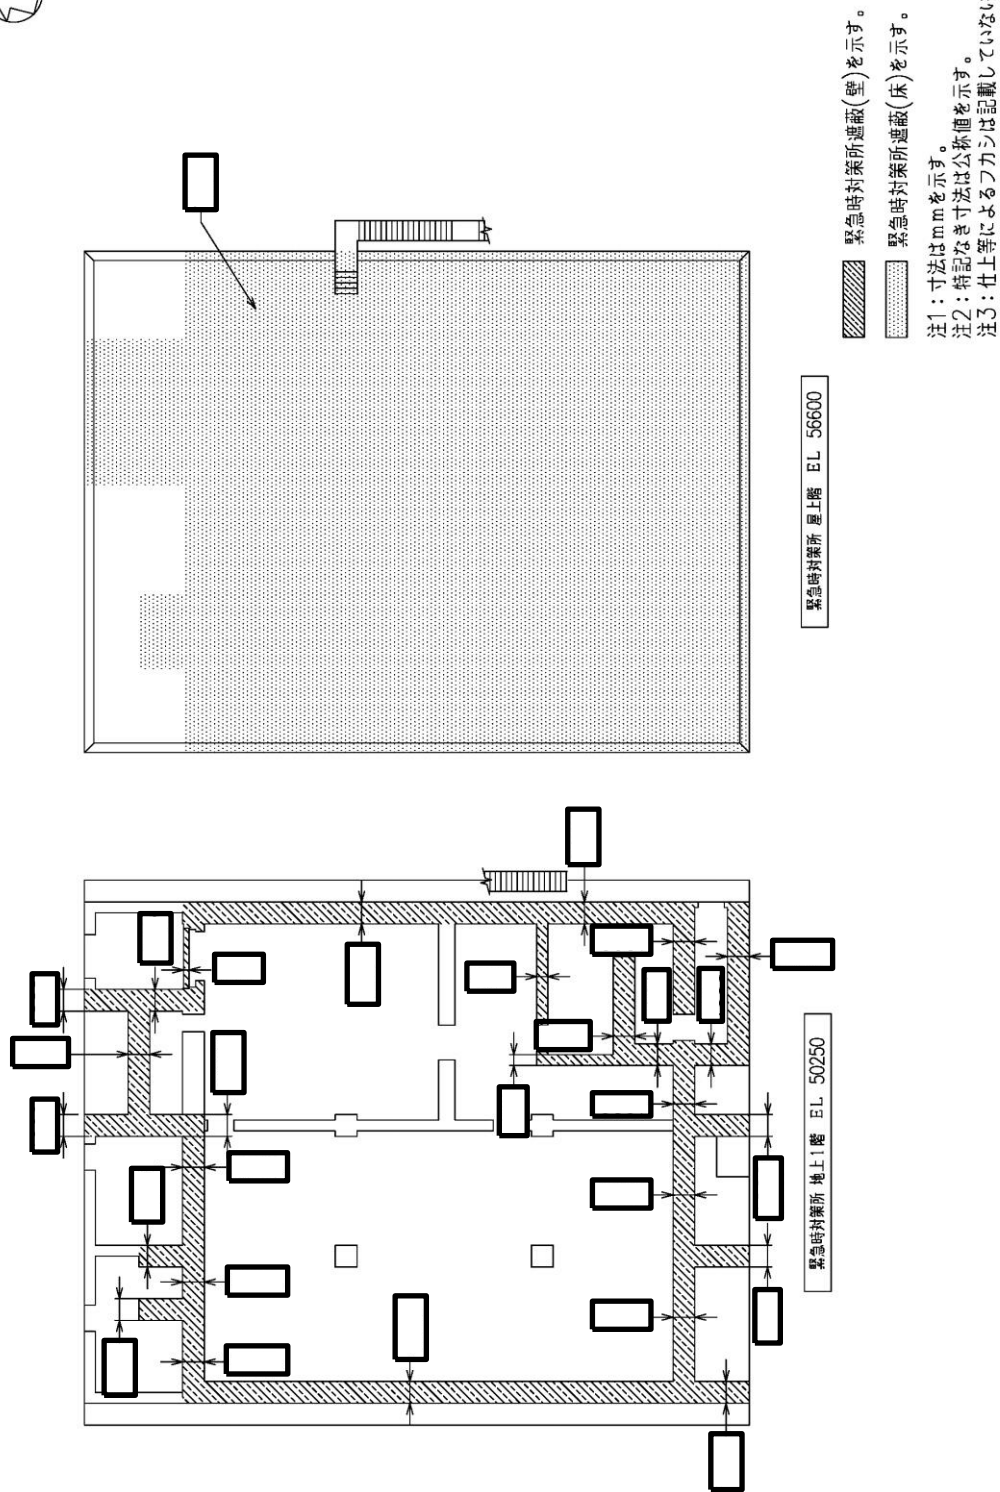 緊急時対策所 地上1階 EL 50250
緊急時対策所 屋上階 EL 56600
緊急時対策所遮蔽(壁)を示す。
緊急時対策所遮蔽(床)を示す。
注1:寸法はmmを示す。
注2:特記なき寸法は公称値を示す。
注3:仕上等によるフカシは記載していない